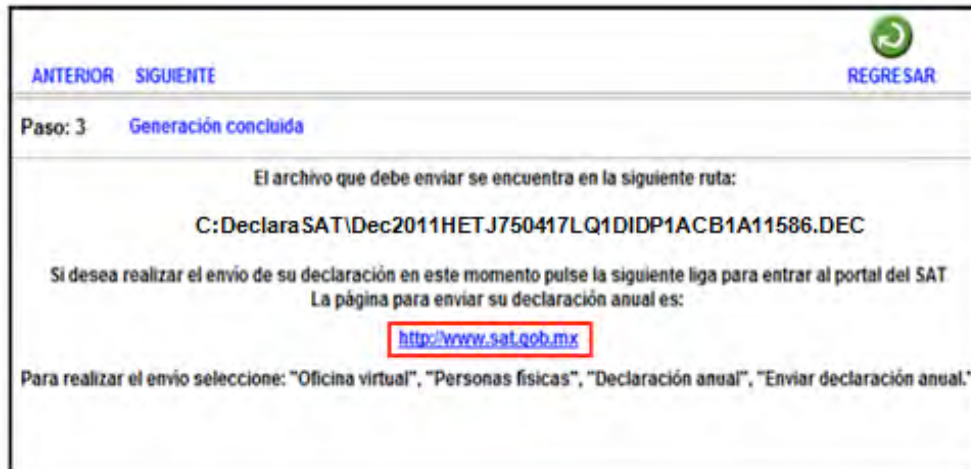 ANTERIOR SIGUIENTE REGRESAR
Paso: 3 Generación concluida
El archivo que debe enviar se encuentra en la siguiente ruta:
C:DeclaraSAT\Dec2011HETJ750417LQ1DIDP1ACB1A11586.DEC
Si desea realizar el envío de su declaración en este momento pulse la siguiente liga para entrar al portal del SAT
La página para enviar su declaración anual es:
http://www.sat.gob.mx
Para realizar el envío seleccione: "Oficina virtual", "Personas físicas", "Declaración anual", "Enviar declaración anual."